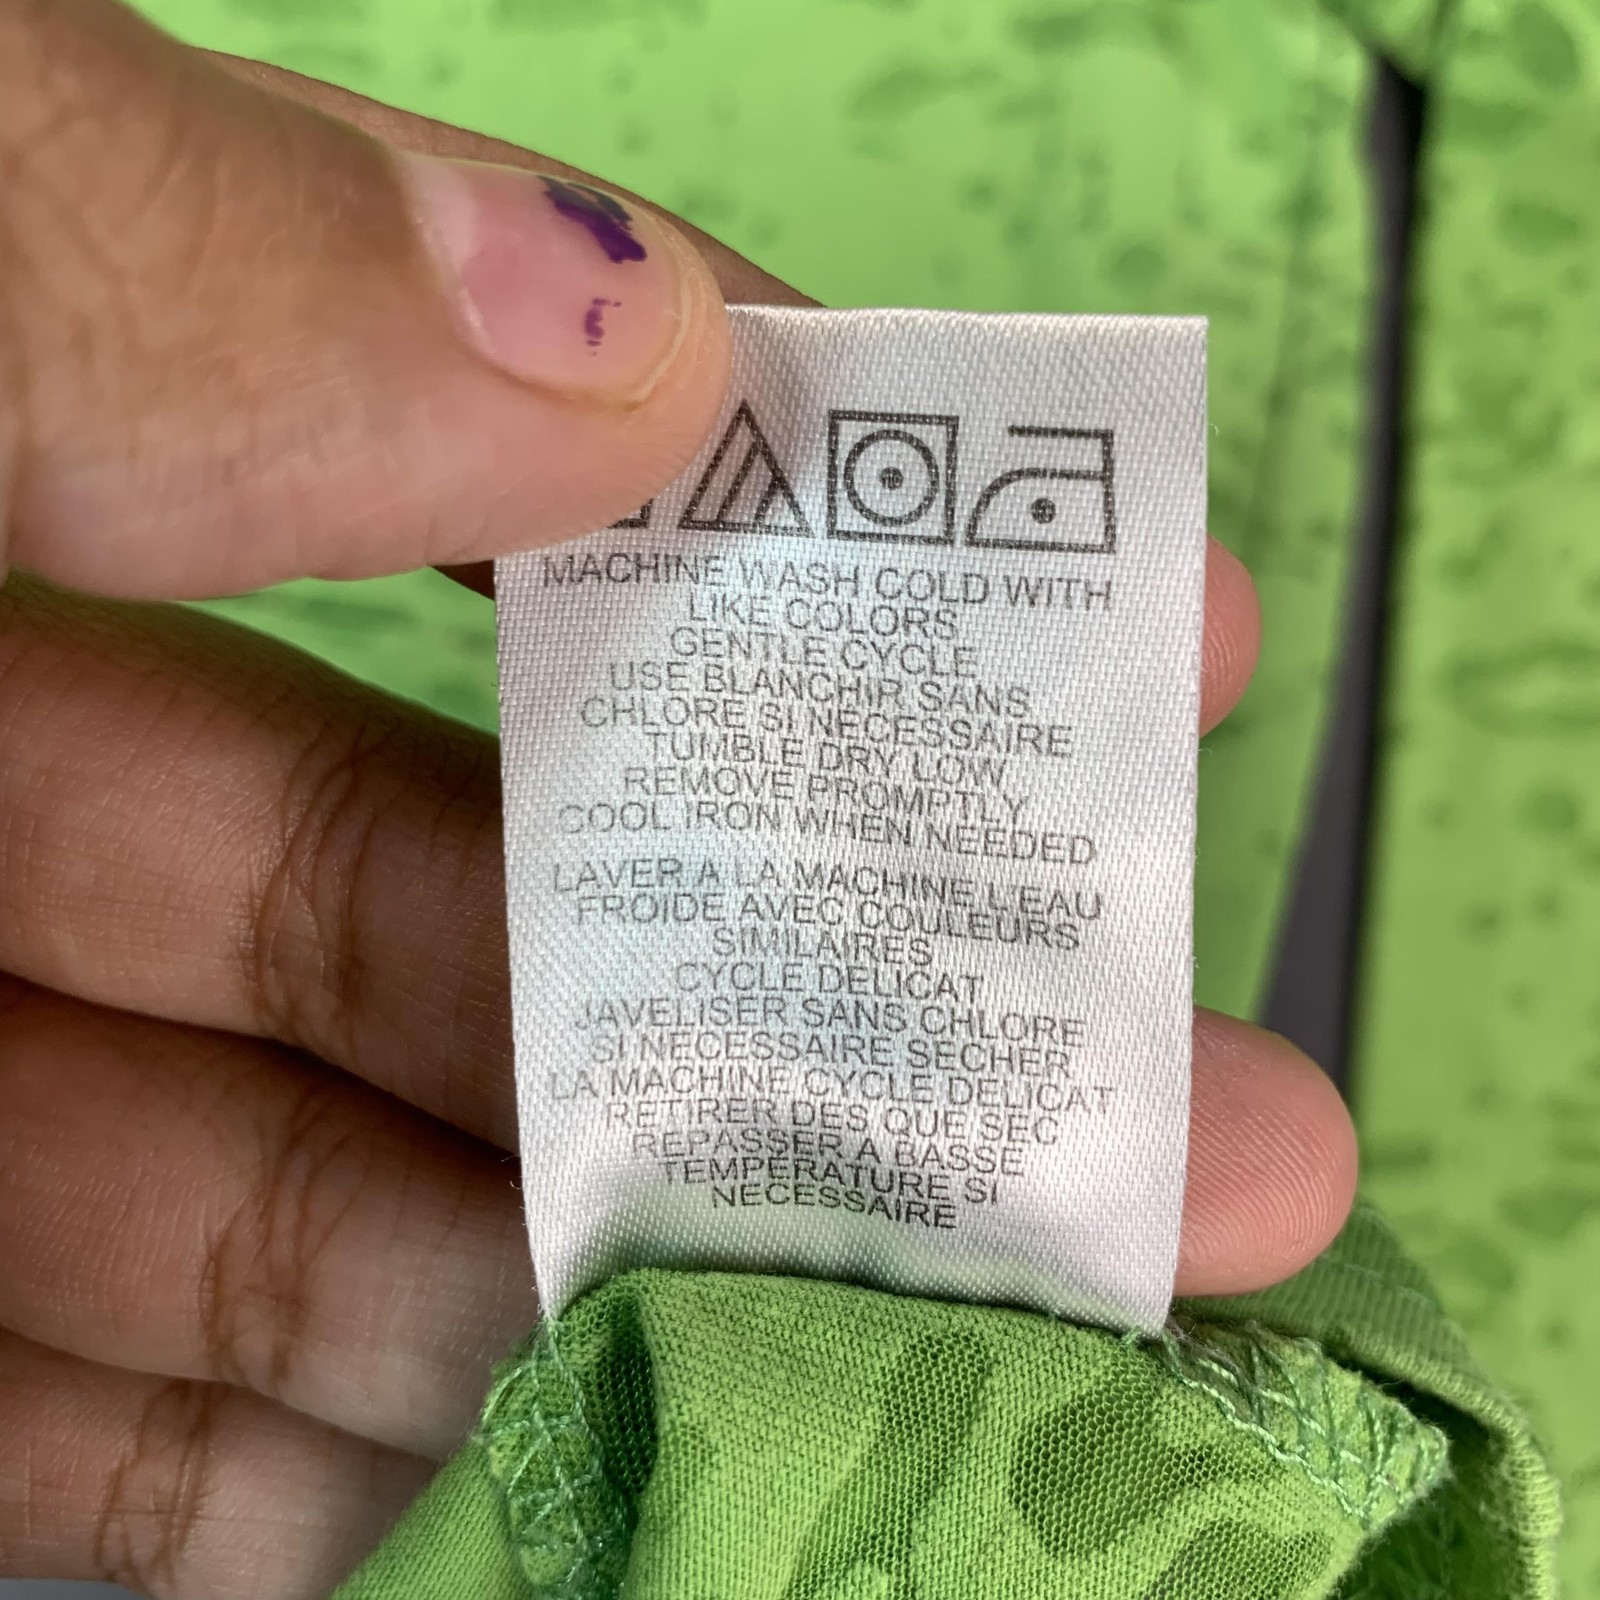 MACHINE WASH COLD WITH
LIKE COLORS
GENTLE CYCLE
USE BLANCHIR SANS
CHLORE SI NECESSAIRE
TUMBLE DRY LOW
REMOVE PROMPTLY
COOL IRON WHEN NEEDED
LAVER A LA MACHINE L'EAU
FROIDE AVEC COULEURS
SIMILAIRES
CYCLE DELICAT
JAVELISER SANS CHLORE
SI NECESSAIRE SECHER
LA MACHINE CYCLE DELICAT
RETIRER DES QUE SEC
REPASSER A BASSE
TEMPERATURE SI
NECESSAIRE